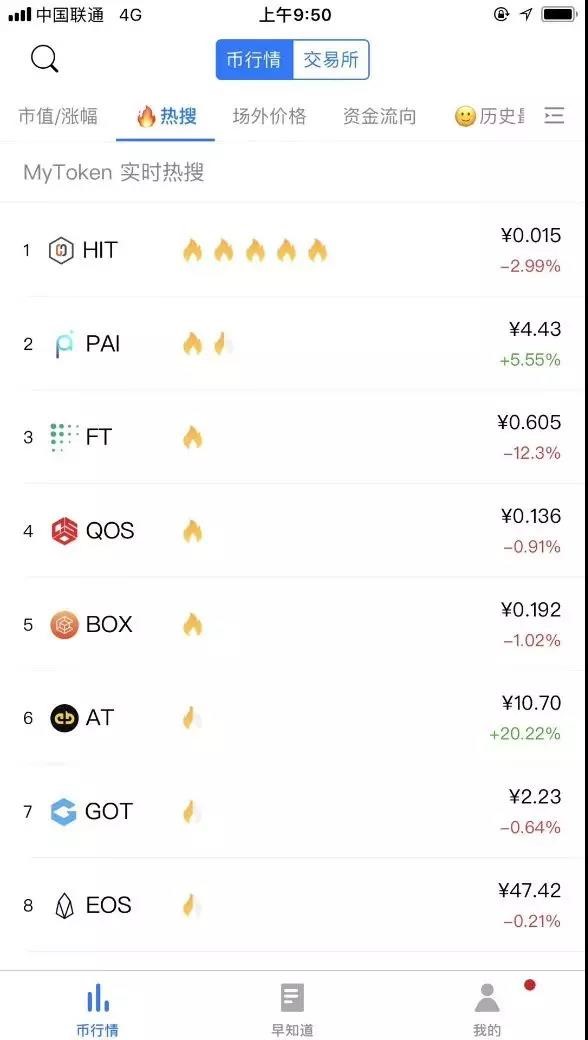 中国联通 4G 上午9:50
币行情 交易所
市值/涨幅 热搜 场外价格 资金流向 历史
MyToken 实时热搜
1 HIT ¥0.015
-2.99%
2 PAI ¥4.43
+5.55%
3 FT ¥0.605
-12.3%
4 QOS ¥0.136
-0.91%
5 BOX ¥0.192
-1.02%
6 AT ¥10.70
+20.22%
7 GOT ¥2.23
-0.64%
8 EOS ¥47.42
-0.21%
币行情 早知道 我的